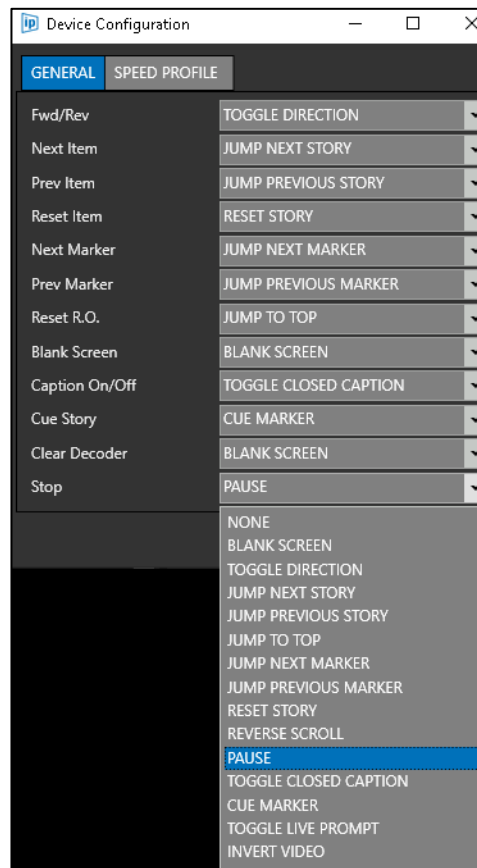 ip Device Configuration
GENERAL SPEED PROFILE
Fwd/Rev TOGGLE DIRECTION
Next Item JUMP NEXT STORY
Prev Item JUMP PREVIOUS STORY
Reset Item RESET STORY
Next Marker JUMP NEXT MARKER
Prev Marker JUMP PREVIOUS MARKER
Reset R.O. JUMP TO TOP
Blank Screen BLANK SCREEN
Caption On/Off TOGGLE CLOSED CAPTION
Cue Story CUE MARKER
Clear Decoder BLANK SCREEN
Stop PAUSE
NONE
BLANK SCREEN
TOGGLE DIRECTION
JUMP NEXT STORY
JUMP PREVIOUS STORY
JUMP TO TOP
JUMP NEXT MARKER
JUMP PREVIOUS MARKER
RESET STORY
REVERSE SCROLL
PAUSE
TOGGLE CLOSED CAPTION
CUE MARKER
TOGGLE LIVE PROMPT
INVERT VIDEO